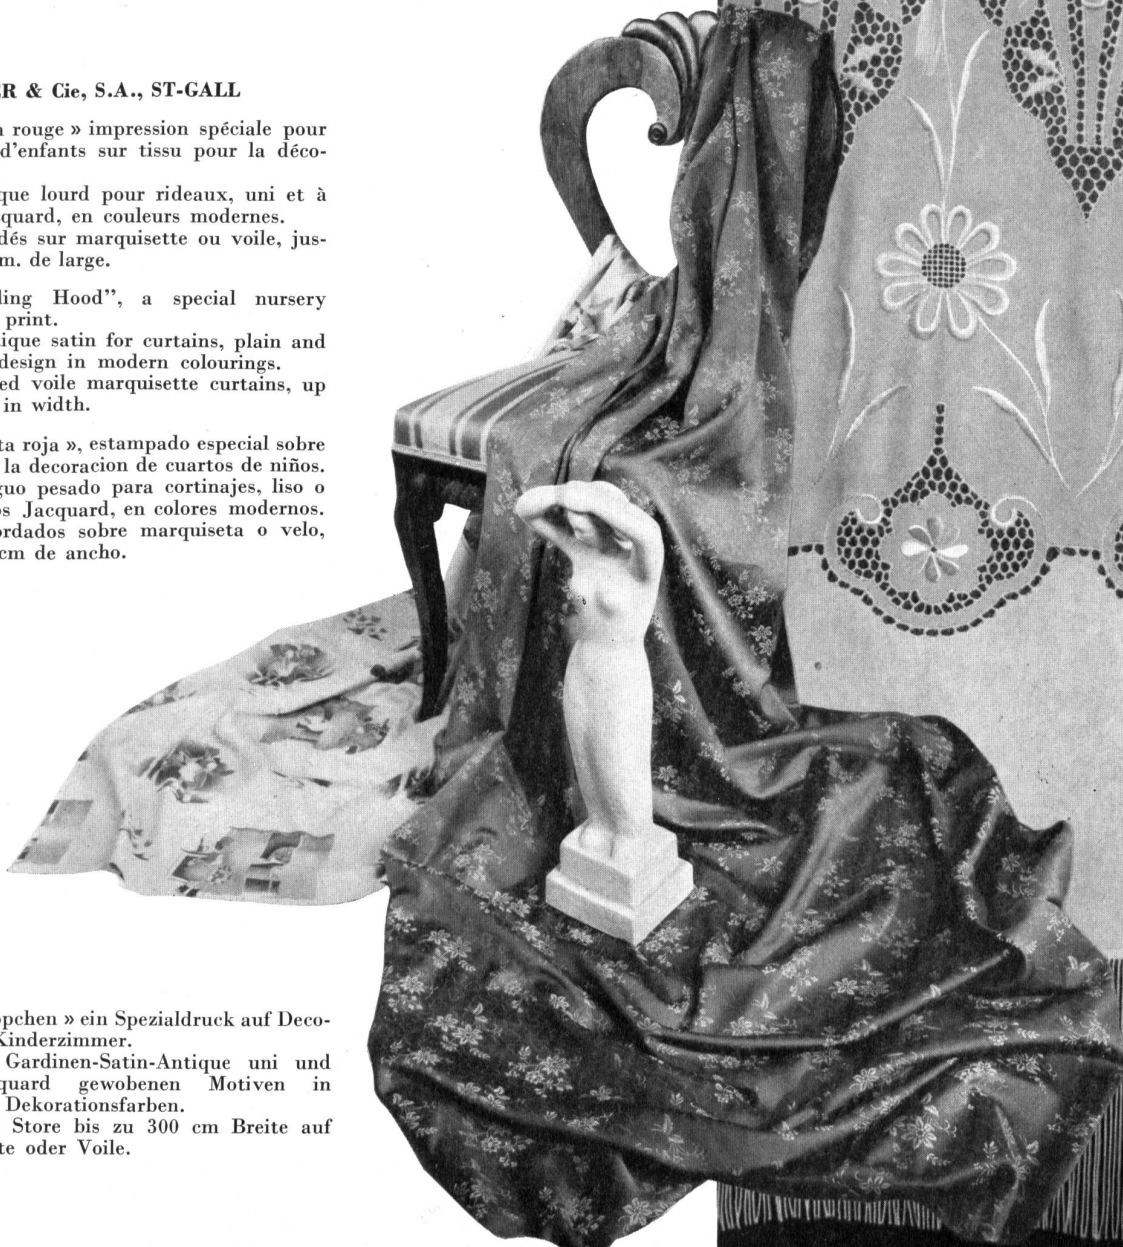 R & Cie, S.A., ST-GALL
rouge » impression spéciale pour
d'enfants sur tissu pour la déco-
que lourd pour rideaux, uni et à
quard, en couleurs modernes.
dés sur marquisette ou voile, jus-
m. de large.
ling Hood”, a special nursery
print.
ique satin for curtains, plain and
design in modern colourings.
ed voile marquisette curtains, up
in width.
ta roja », estampado especial sobre
la decoracion de cuartos de niños.
guo pesado para cortinajes, liso o
os Jacquard, en colores modernos.
ordados sobre marquiseta o velo,
cm de ancho.
ppchen » ein Spezialdruck auf Deco-
Kinderzimmer.
Gardinen-Satin-Antique uni und
quard gewobenen Motiven in
Dekorationsfarben.
Store bis zu 300 cm Breite auf
te oder Voile.